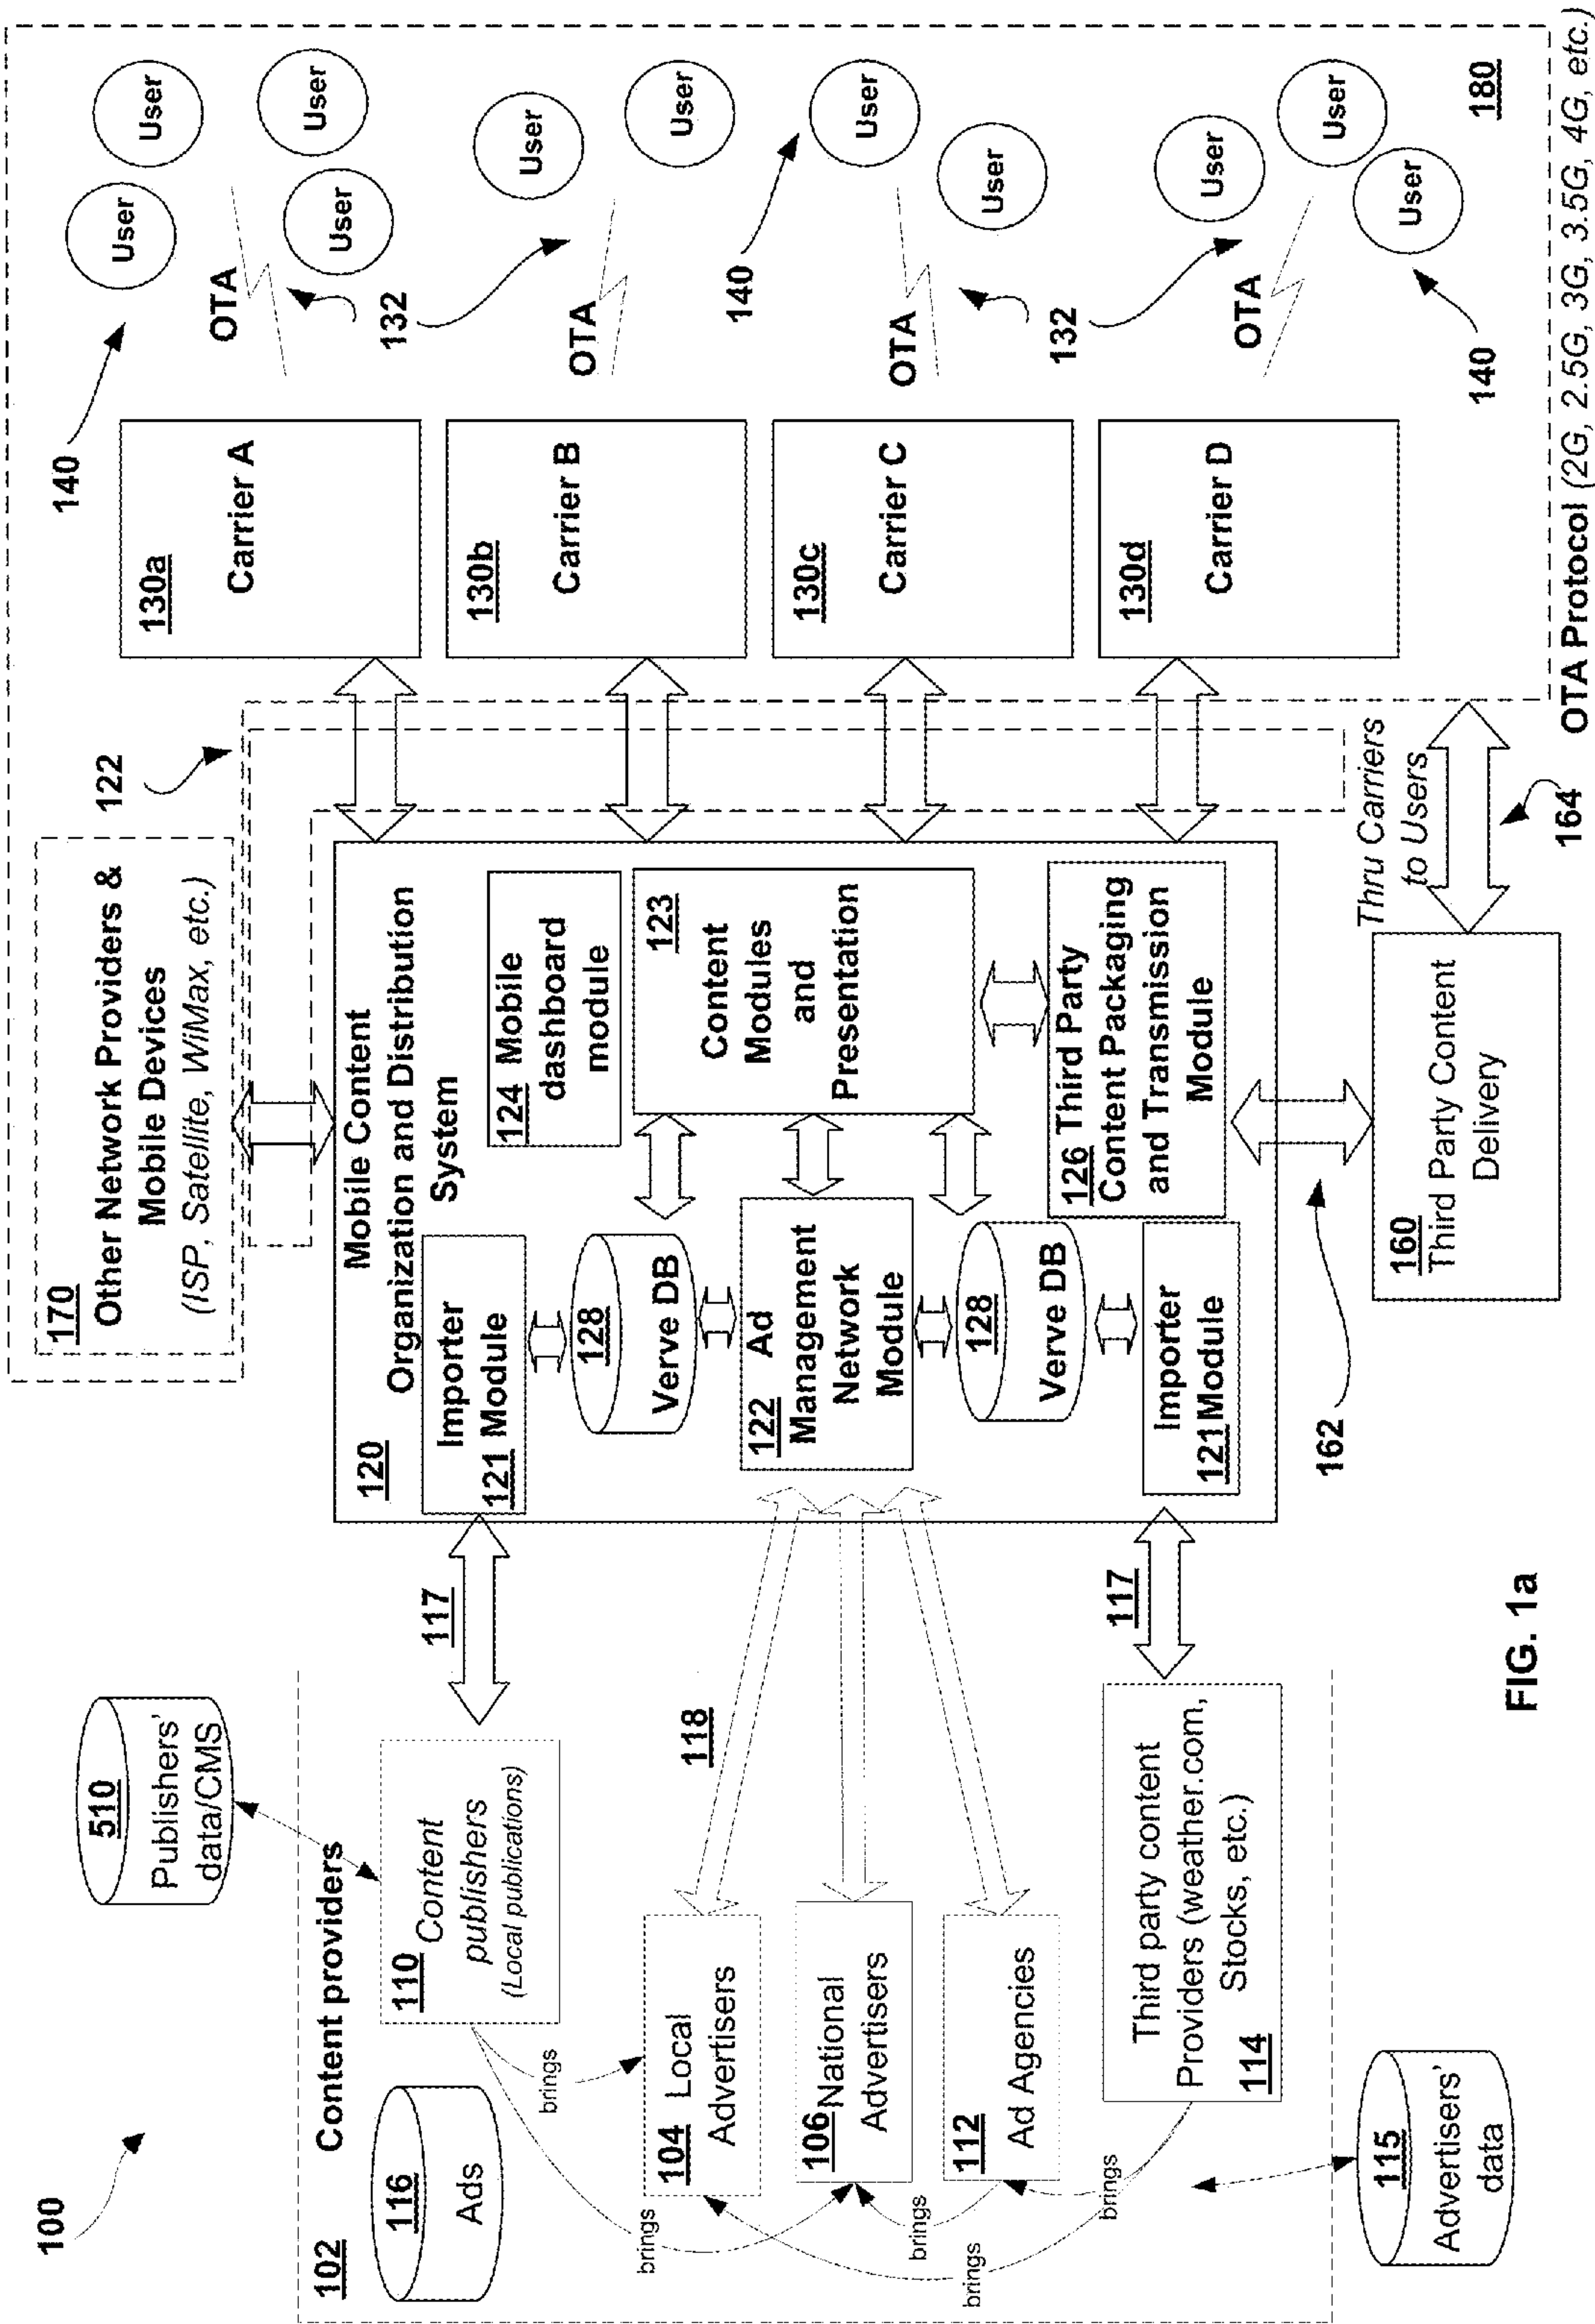 100
102
Content providers
116
Ads
510
Publishers'
data/CMS
110 Content
publishers
(Local publications)
brings
brings
104 Local
Advertisers
106 National
Advertisers
112
Ad Agencies
brings
brings
brings
Third party content
Providers (weather.com,
Stocks, etc.)
114
115
Advertisers'
data
117
118
117
170
Other Network Providers &
Mobile Devices
(ISP, Satellite, WiMax, etc.)
122
120
Mobile Content
Organization and Distribution
System
Importer
121 Module
128
Verve DB
122 Ad
Management
Network
Module
128
Verve DB
Importer
121 Module
124 Mobile
dashboard
module
123
Content
Modules
and
Presentation
126 Third Party
Content Packaging
and Transmission
Module
162
160
Third Party Content
Delivery
Thru Carriers
to Users
164
130a
Carrier A
130b
Carrier B
130c
Carrier C
130d
Carrier D
140
OTA
132
OTA
140
OTA
132
OTA
140
User
User
User
User
User
User
User
User
User
User
User
180
OTA Protocol (2G, 2.5G, 3G, 3.5G, 4G, etc.)
FIG. 1a